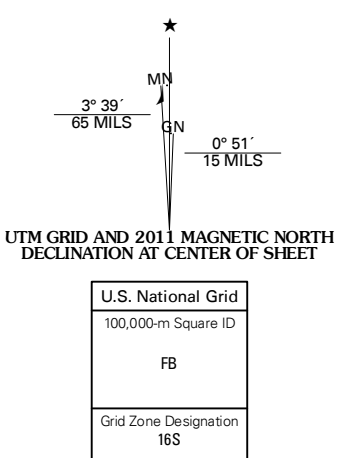 MN
3° 39´
65 MILS
GN
0° 51´
15 MILS
UTM GRID AND 2011 MAGNETIC NORTH
DECLINATION AT CENTER OF SHEET
U.S. National Grid
100,000-m Square ID
FB
Grid Zone Designation
16S